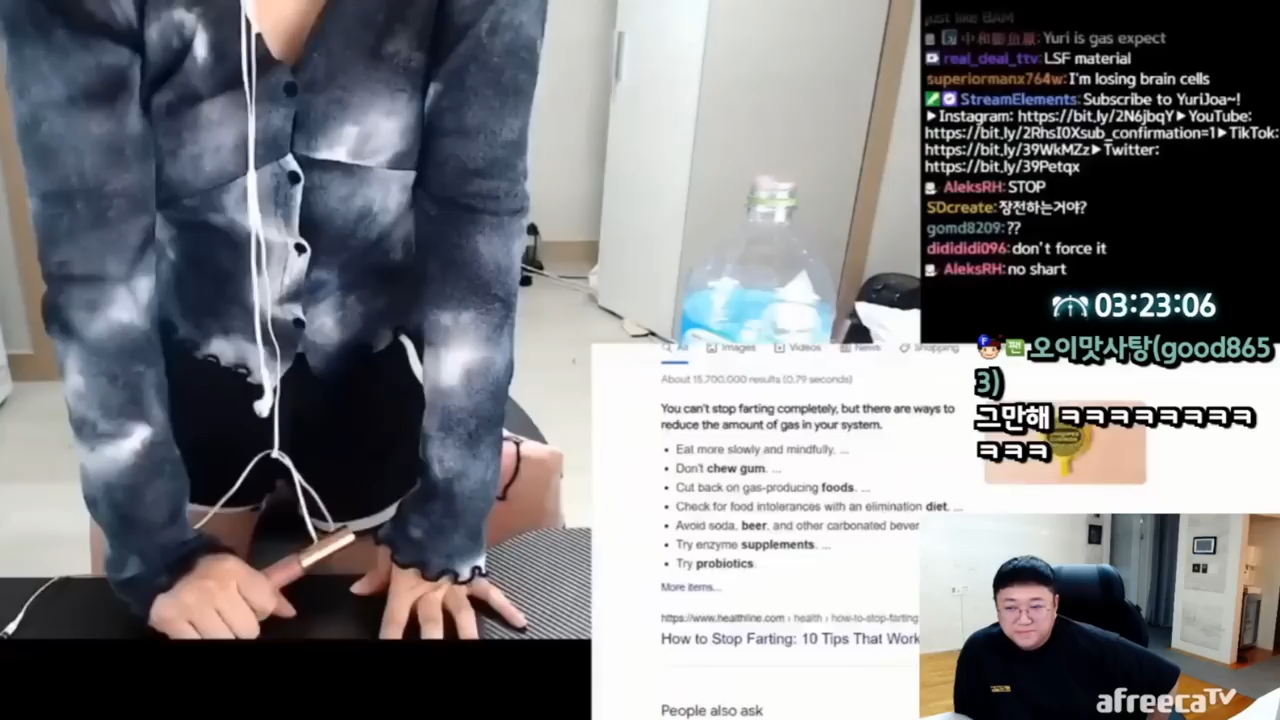 just like BAM
Yuri is gas expect
real_deal_ttv: LSF material
superiormanx764w: I'm losing brain cells
StreamElements: Subscribe to YuriJoa~!
▶Instagram: https://bit.ly/2N6jbqY▶YouTube:
https://bit.ly/2RhsI0Xsub_confirmation=1▶TikTok:
https://bit.ly/39WkMZz▶Twitter:
https://bit.ly/39Petqx
AleksRH: STOP
SDcreate: 장전하는거야?
gomd8209: ??
didididi096: don't force it
AleksRH: no shart
03:23:06
팬 오이맛사탕(good865
3)
그만해 ㅋㅋㅋㅋㅋㅋㅋㅋ
ㅋㅋㅋ
All Images Videos News Shopping
About 15,700,000 results (0.79 seconds)
You can't stop farting completely, but there are ways to
reduce the amount of gas in your system.
• Eat more slowly and mindfully. ...
• Don't chew gum. ...
• Cut back on gas-producing foods. ...
• Check for food intolerances with an elimination diet. ...
• Avoid soda, beer, and other carbonated bever
• Try enzyme supplements. ...
• Try probiotics.
More items...
https://www.healthline.com › health › how-to-stop-farting
How to Stop Farting: 10 Tips That Work
People also ask
afreecaTV